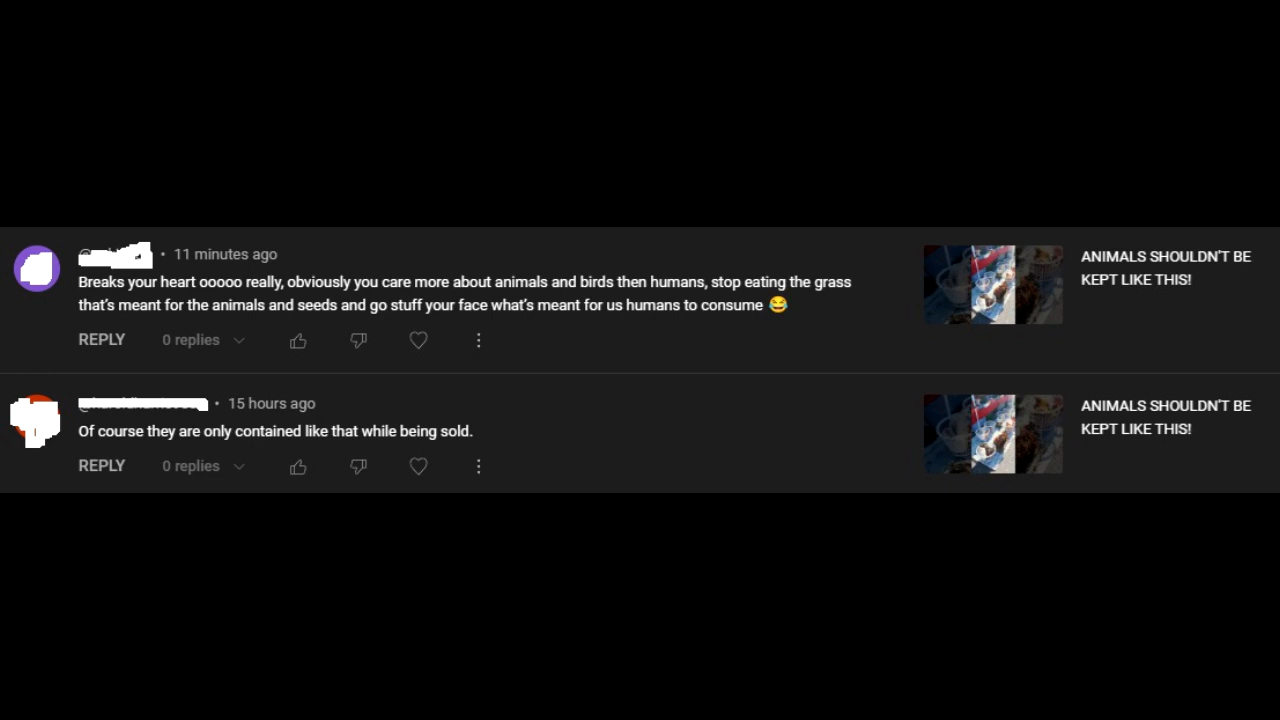 11 minutes ago
Breaks your heart ooooo really, obviously you care more about animals and birds then humans, stop eating the grass
that's meant for the animals and seeds and go stuff your face what's meant for us humans to consume 😂
REPLY 0 replies
ANIMALS SHOULDN'T BE
KEPT LIKE THIS!
15 hours ago
Of course they are only contained like that while being sold.
REPLY 0 replies
ANIMALS SHOULDN'T BE
KEPT LIKE THIS!